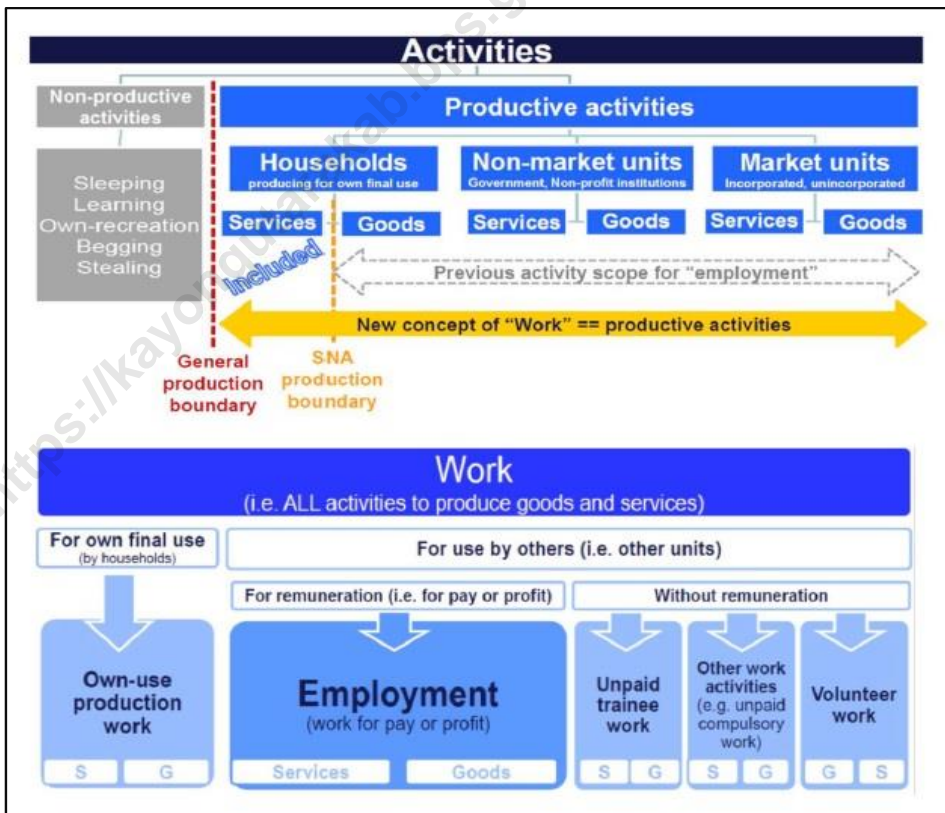 Activities
Non-productive
activities
Productive activities
Sleeping
Learning
Own-recreation
Begging
Stealing
Households
producing for own final use
Non-market units
Government, Non-profit institutions
Market units
Incorporated, unincorporated
Services
Goods
Services
Goods
Services
Goods
Included
Previous activity scope for “employment”
New concept of “Work” == productive activities
General
production
boundary
SNA
production
boundary
Work
(i.e. ALL activities to produce goods and services)
For own final use
(by households)
For use by others (i.e. other units)
For remuneration (i.e. for pay or profit)
Without remuneration
Own-use
production
work
S
G
Employment
(work for pay or profit)
Services
Goods
Unpaid
trainee
work
S
G
Other work
activities
(e.g. unpaid
compulsory
work)
S
G
Volunteer
work
G
S